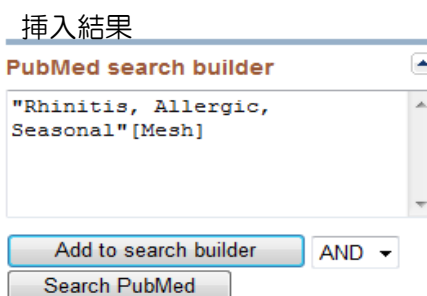 挿入結果
PubMed search builder
"Rhinitis, Allergic,
Seasonal"[Mesh]
Add to search builder AND
Search PubMed